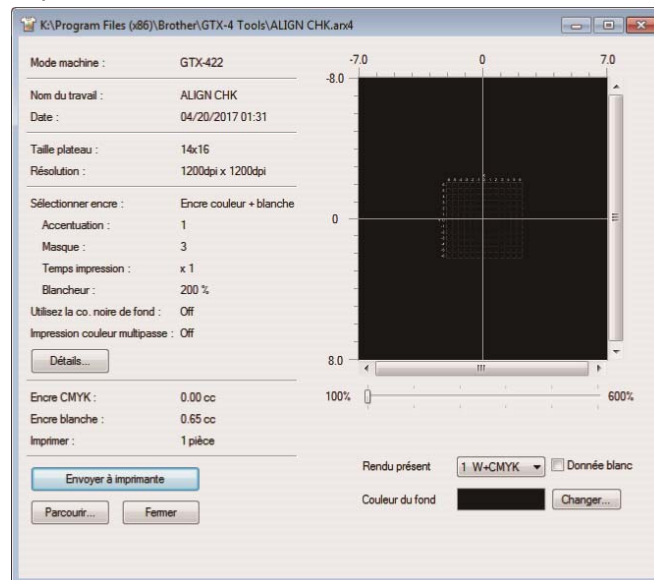 K:\Program Files (x86)\Brother\GTX-4 Tools\ALIGN CHK.arx4
Mode machine : GTX-422
Nom du travail : ALIGN CHK
Date : 04/20/2017 01:31
Taille plateau : 14x16
Résolution : 1200dpi x 1200dpi
Sélectionner encre : Encre couleur + blanche
Accentuation : 1
Masque : 3
Temps impression : x 1
Blancheur : 200 %
Utilisez la co. noire de fond : Off
Impression couleur multipasse : Off
Détails...
Encre CMYK : 0.00 cc
Encre blanche : 0.65 cc
Imprimer : 1 pièce
Envoyer à imprimante
Parcourir... Fermer
-7.0 0 7.0
-8.0
0
8.0
100% 600%
Rendu présent 1 W+CMYK Donnée blanc
Couleur du fond Changer...